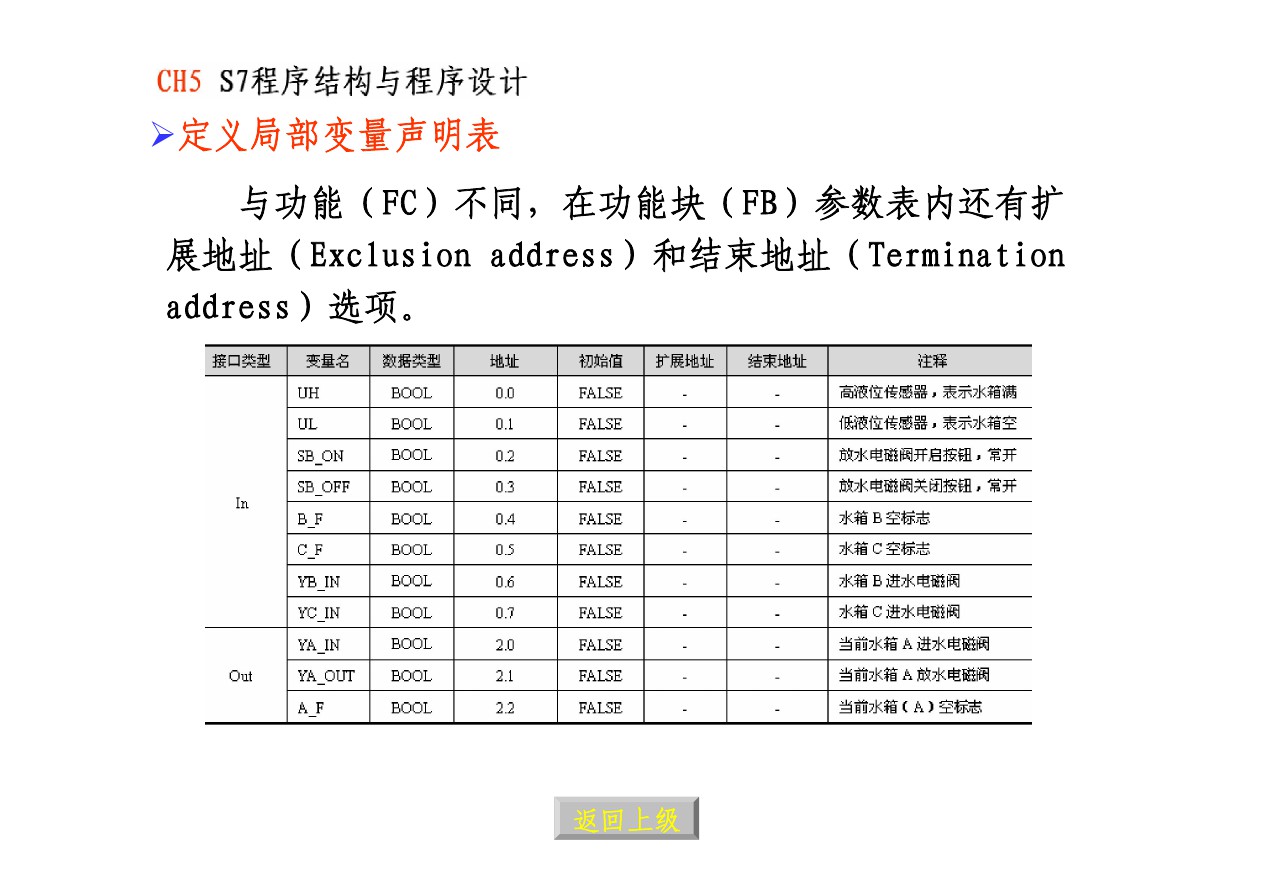 CH5 S7程序结构与程序设计
➢定义局部变量声明表
与功能（FC）不同，在功能块（FB）参数表内还有扩
展地址（Exclusion address）和结束地址（Termination
address）选项。
接口类型 变量名 数据类型 地址 初始值 扩展地址 结束地址 注释
UH BOOL 0.0 FALSE - - 高液位传感器，表示水箱满
UL BOOL 0.1 FALSE - - 低液位传感器，表示水箱空
SB_ON BOOL 0.2 FALSE - - 放水电磁阀开启按钮，常开
SB_OFF BOOL 0.3 FALSE - - 放水电磁阀关闭按钮，常开
In B_F BOOL 0.4 FALSE - - 水箱 B 空标志
C_F BOOL 0.5 FALSE - - 水箱 C 空标志
YB_IN BOOL 0.6 FALSE - - 水箱 B 进水电磁阀
YC_IN BOOL 0.7 FALSE - - 水箱 C 进水电磁阀
YA_IN BOOL 2.0 FALSE - - 当前水箱 A 进水电磁阀
Out YA_OUT BOOL 2.1 FALSE - - 当前水箱 A 放水电磁阀
A_F BOOL 2.2 FALSE - - 当前水箱（A）空标志
返回上级